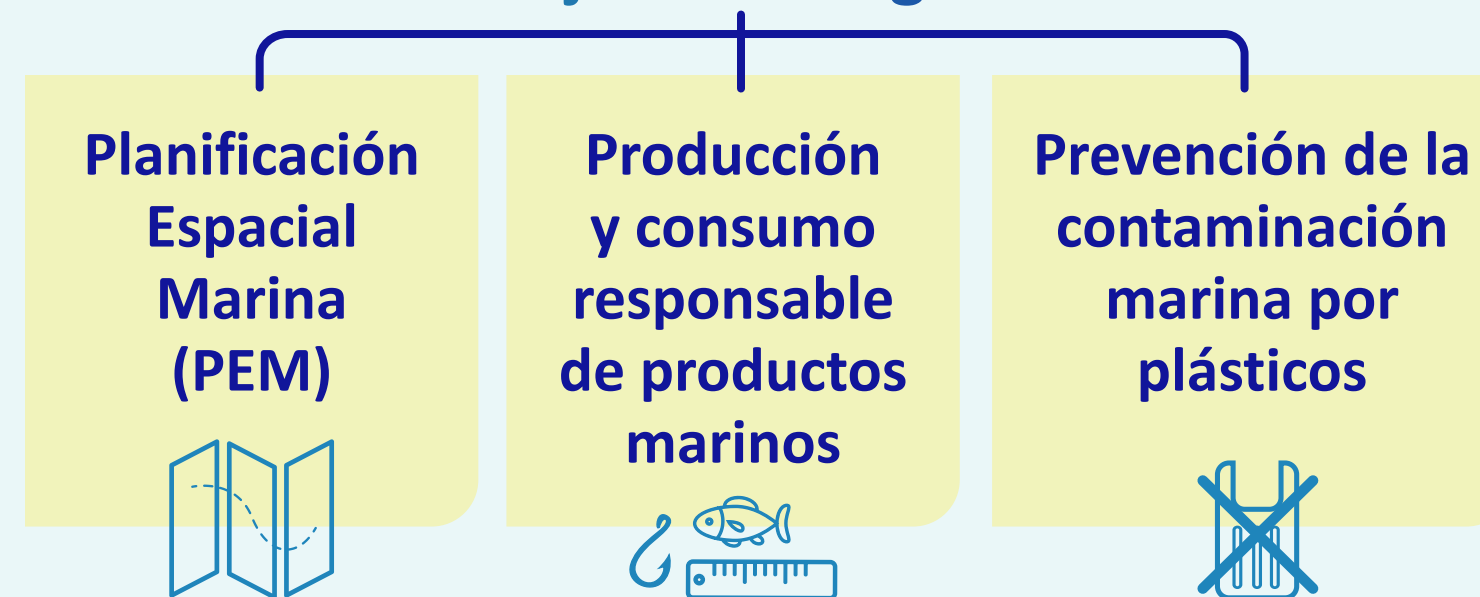 Planificación
Espacial
Marina
(PEM)
Producción
y consumo
responsable
de productos
marinos
Prevención de la
contaminación
marina por
plásticos